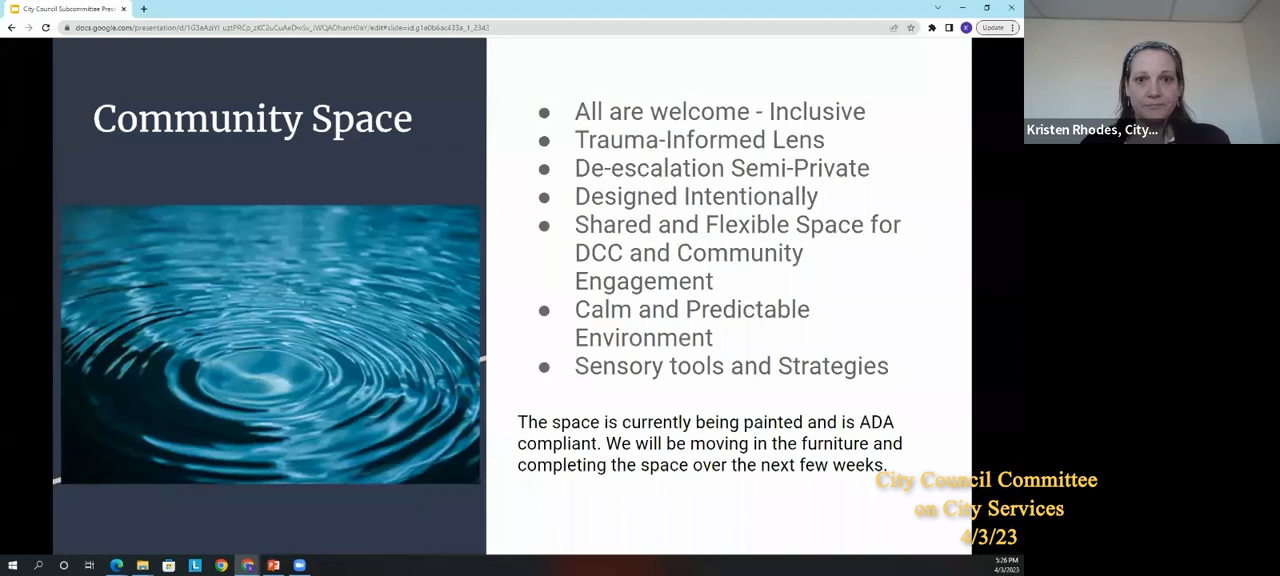 City Council Subcommittee Pres
docs.google.com/presentation/d/1G3eAziYl_uztPRCp_zKC2uCuAeDwSv_IWQAOhanH0aY/edit#slide=id.g1e0b6ac433a_1_2343
Update
Community Space
● All are welcome - Inclusive
● Trauma-Informed Lens
● De-escalation Semi-Private
● Designed Intentionally
● Shared and Flexible Space for
DCC and Community
Engagement
● Calm and Predictable
Environment
● Sensory tools and Strategies
The space is currently being painted and is ADA
compliant. We will be moving in the furniture and
completing the space over the next few weeks.
Kristen Rhodes, City...
City Council Committee
on City Services
4/3/23
5:26 PM
4/3/2023